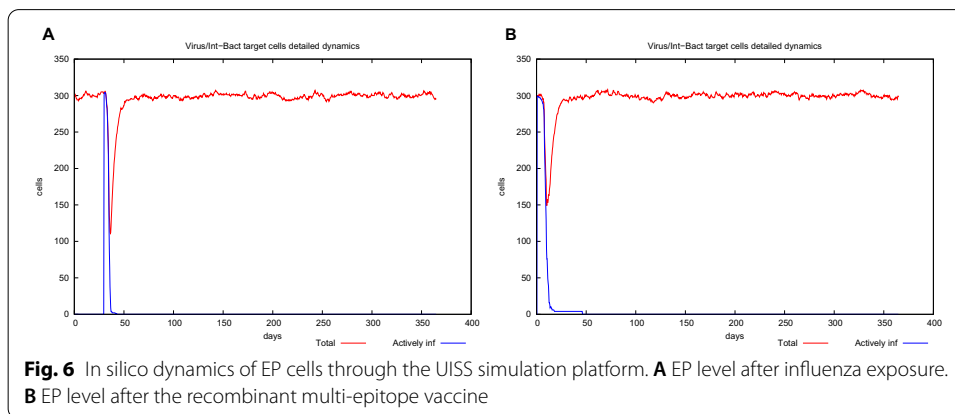 A
Virus/Int−Bact target cells detailed dynamics
400
350
300
250
200
150
100
50
0
cells
0 50 100 150 200 250 300 350 400
days
Total Actively inf
B
Virus/Int−Bact target cells detailed dynamics
400
350
300
250
200
150
100
50
0
cells
0 50 100 150 200 250 300 350 400
days
Total Actively inf
Fig. 6 In silico dynamics of EP cells through the UISS simulation platform. A EP level after influenza exposure.
B EP level after the recombinant multi-epitope vaccine